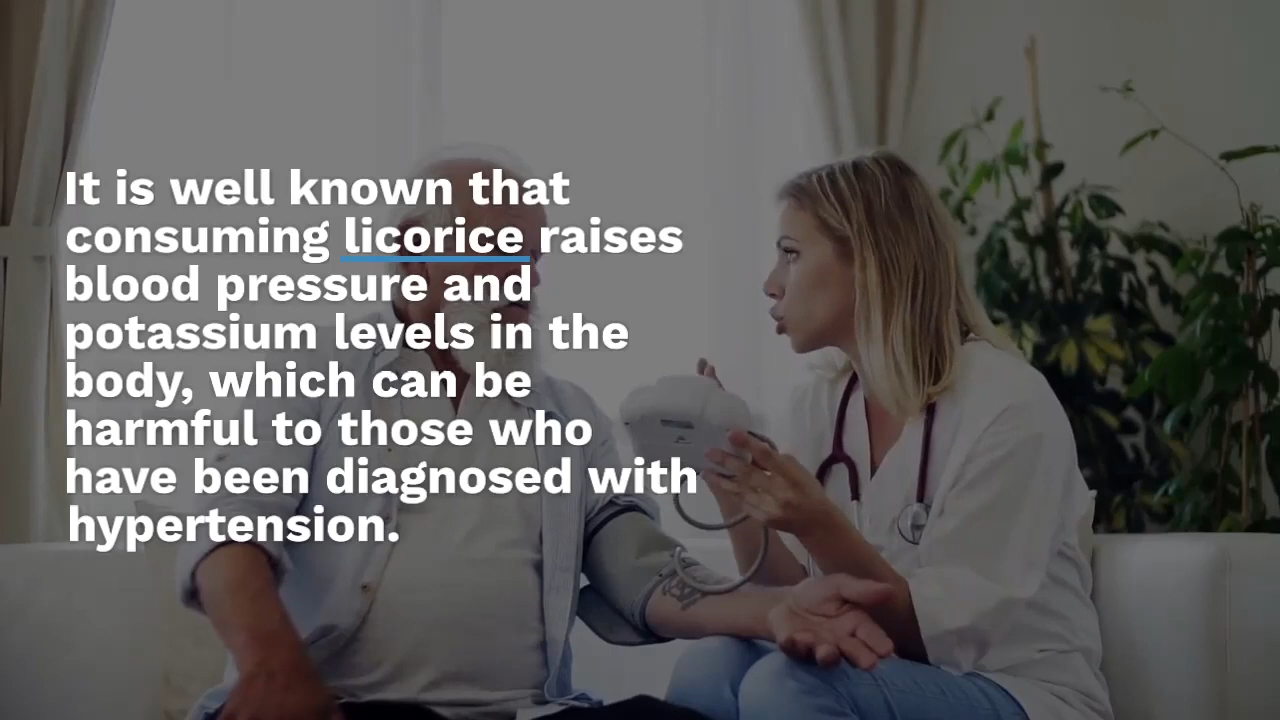 It is well known that
consuming licorice raises
blood pressure and
potassium levels in the
body, which can be
harmful to those who
have been diagnosed with
hypertension.